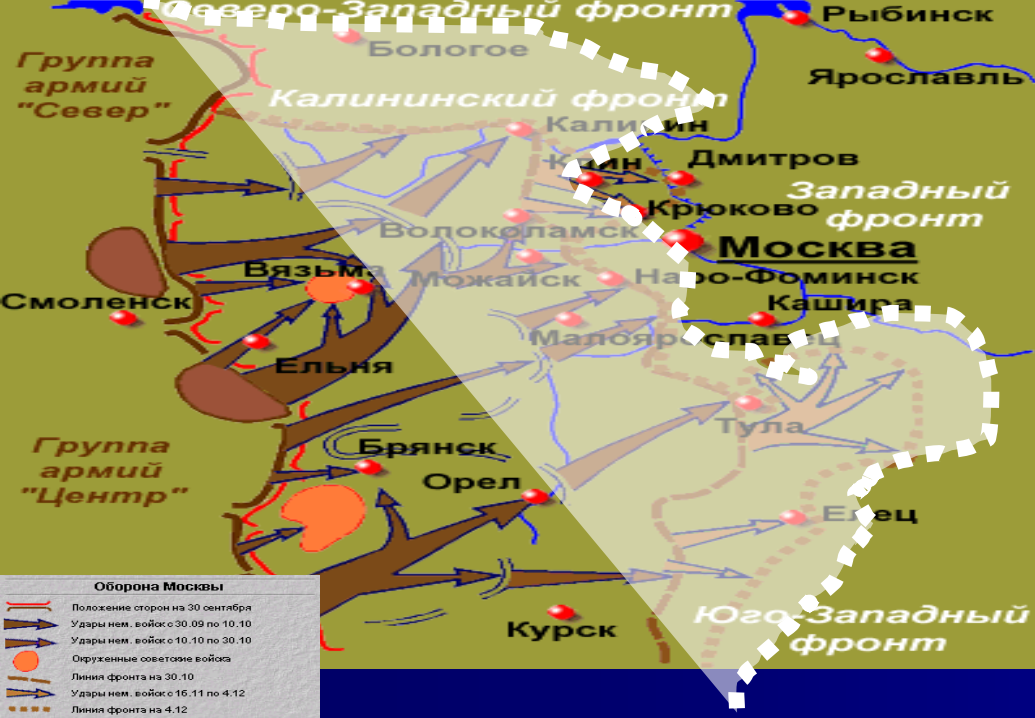 Северо-Западный фронт
Рыбинск
Бологое
Ярославль
Группа
армий
"Север"
Калининский фронт
Калинин
Клин
Дмитров
Западный
фронт
Крюково
Волоколамск
Москва
Вязьма
Можайск
Наро-Фоминск
Смоленск
Кашира
Малоярославец
Ельня
Тула
Группа
армий
"Центр"
Брянск
Орел
Елец
Курск
Юго-Западный
фронт
Оборона Москвы
Положение сторон на 30 сентября
Удары нем. войск с 30.09 по 10.10
Удары нем. войск с 10.10 по 30.10
Окруженные советские войска
Линия фронта на 30.10
Удары нем. войск с 16.11 по 4.12
Линия фронта на 4.12